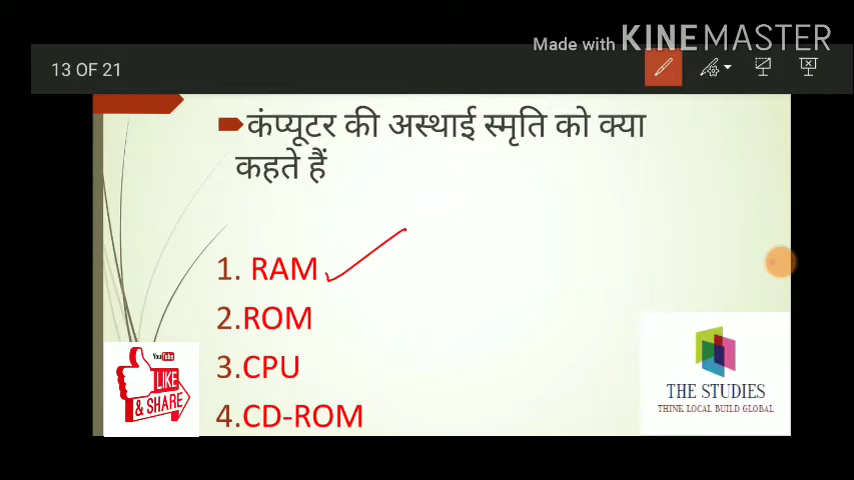 Made with KINEMASTER
13 OF 21
कंप्यूटर की अस्थाई स्मृति को क्या
कहते हैं
1. RAM
2.ROM
3.CPU
4.CD-ROM
YouTube
LIKE
& SHARE
THE STUDIES
THINK LOCAL BUILD GLOBAL